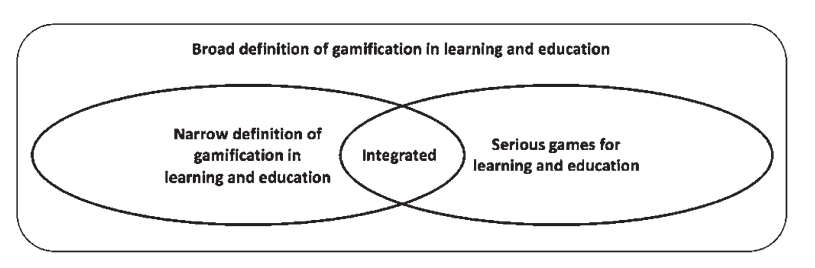 Broad definition of gamification in learning and education
Narrow definition of
gamification in
learning and education
Integrated
Serious games for
learning and education